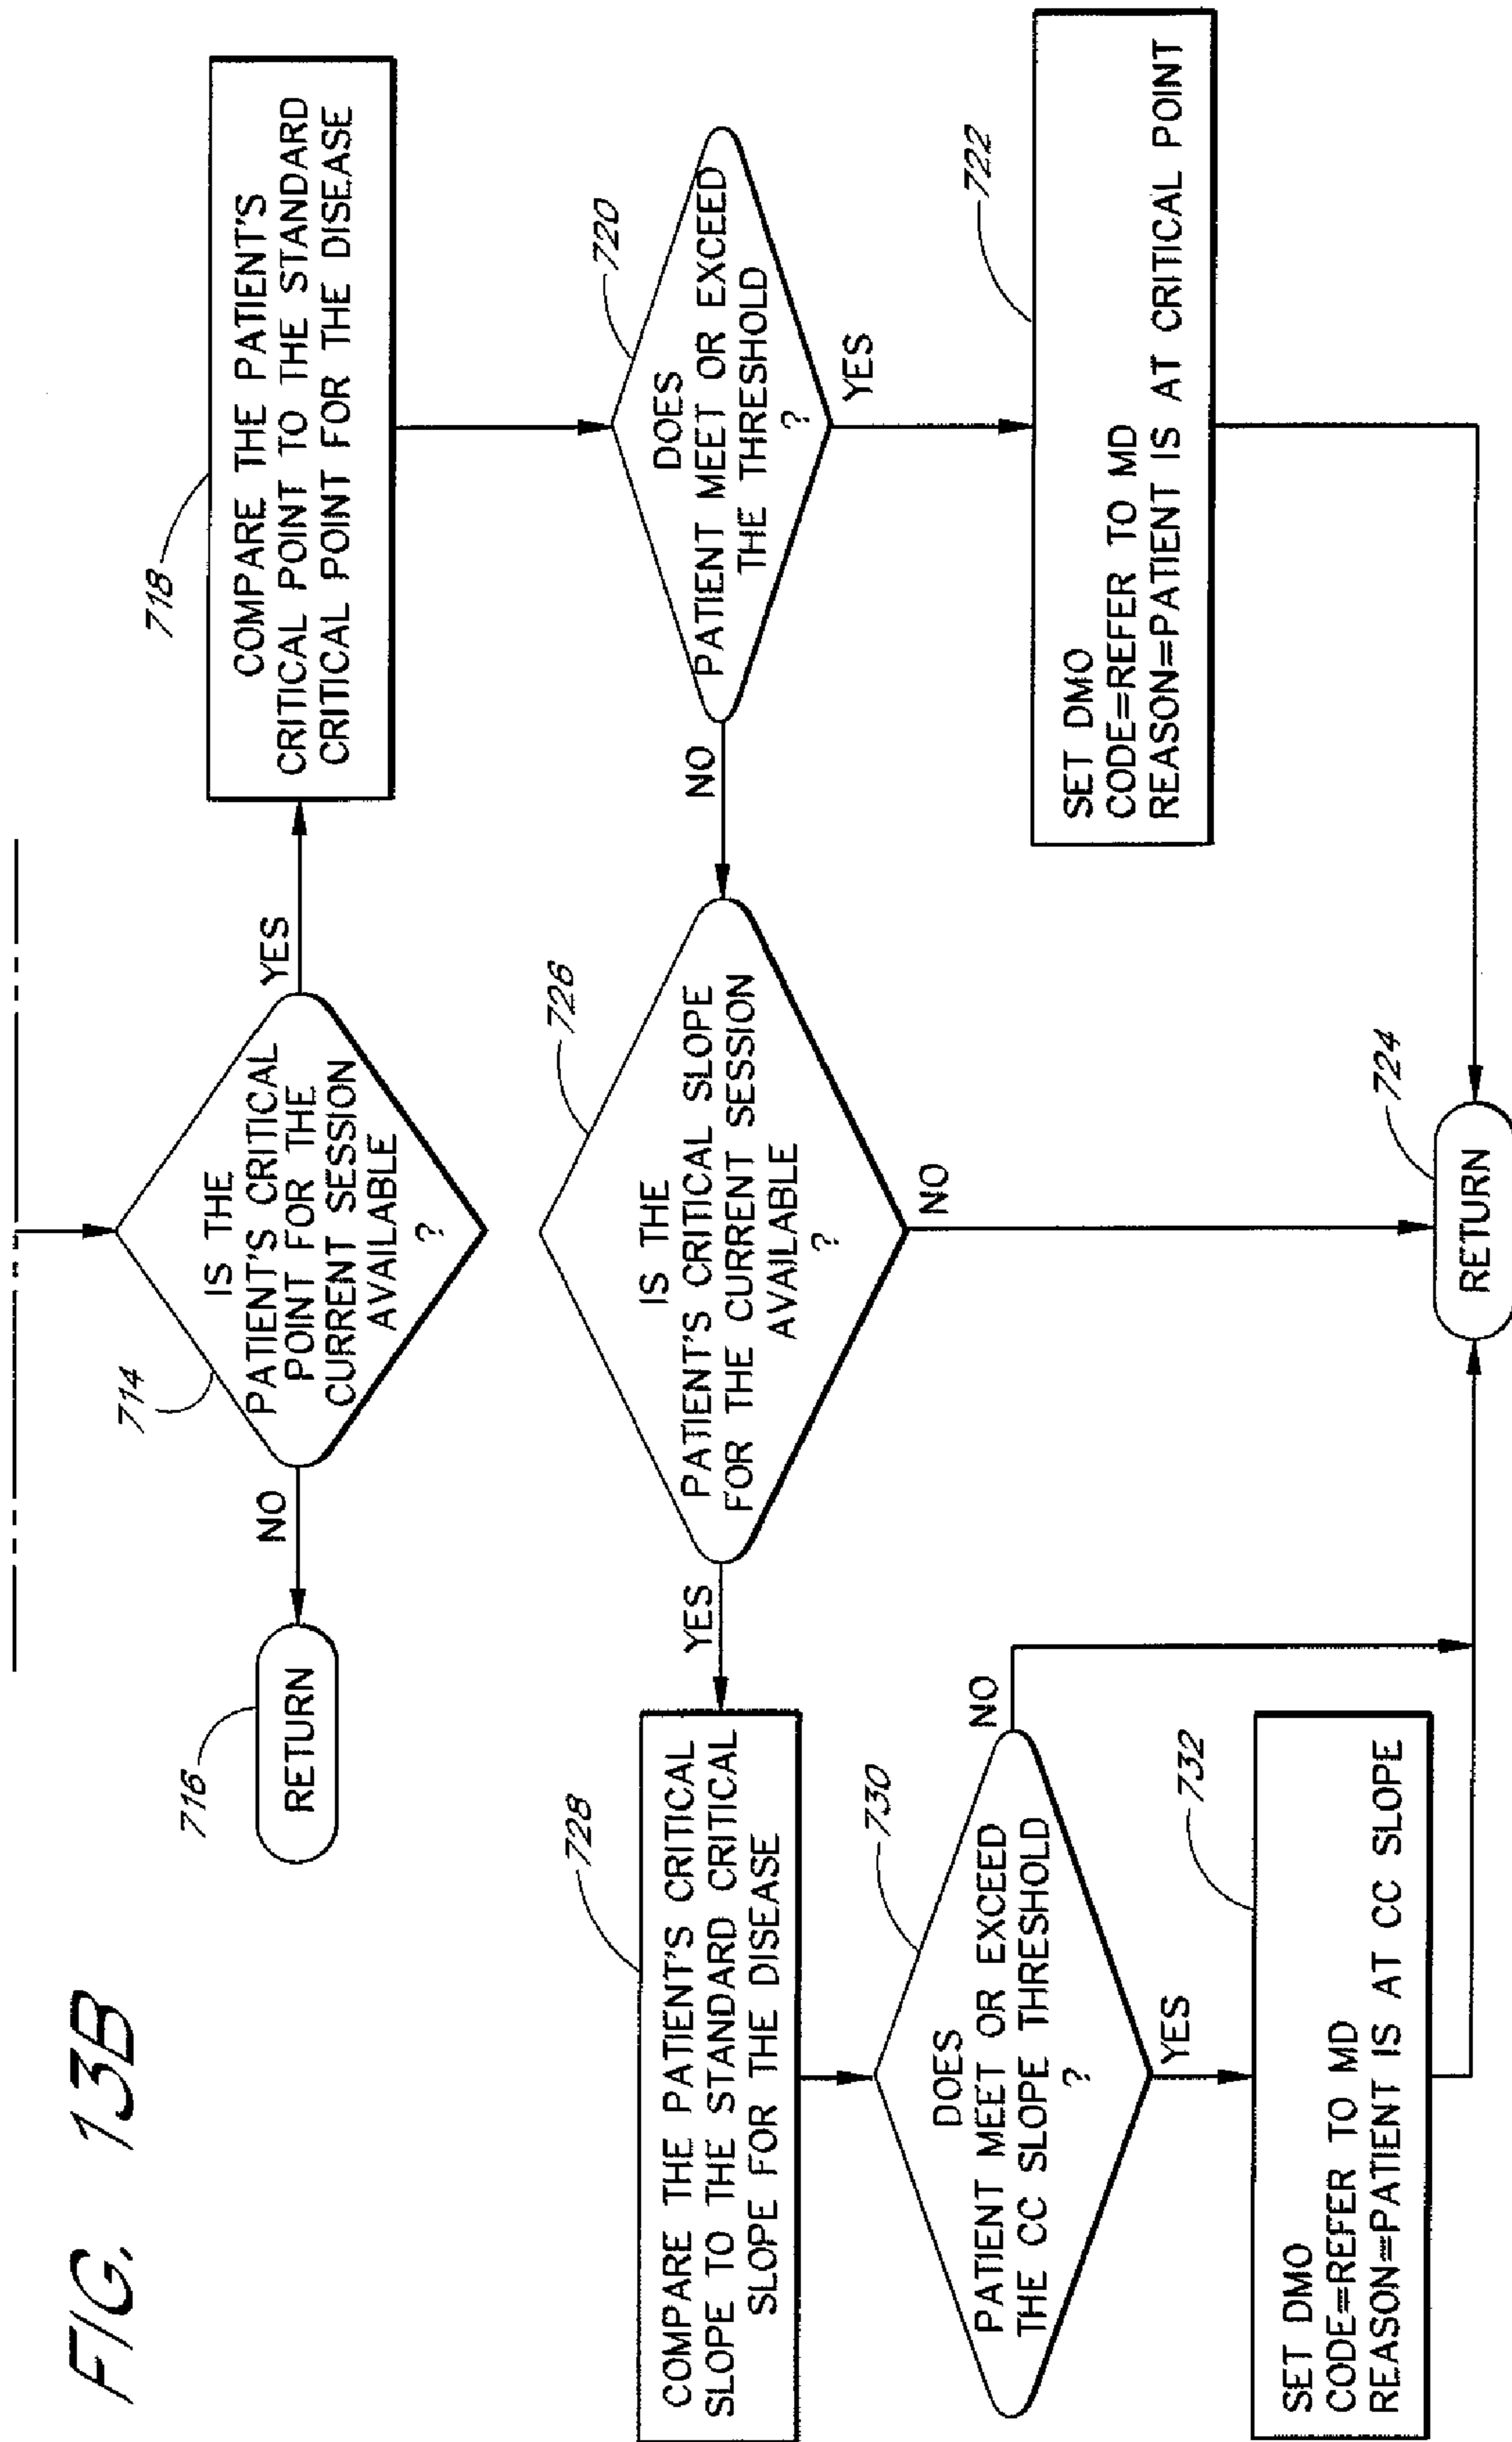 FIG. 13B
714
IS THE
PATIENT'S CRITICAL
POINT FOR THE
CURRENT SESSION
AVAILABLE
?
NO
YES
716
RETURN
718
COMPARE THE PATIENT'S
CRITICAL POINT TO THE STANDARD
CRITICAL POINT FOR THE DISEASE
720
DOES
PATIENT MEET OR EXCEED
THE THRESHOLD
?
NO
YES
722
SET DMO
CODE=REFER TO MD
REASON=PATIENT IS AT CRITICAL POINT
726
IS THE
PATIENT'S CRITICAL SLOPE
FOR THE CURRENT SESSION
AVAILABLE
?
YES
NO
728
COMPARE THE PATIENT'S CRITICAL
SLOPE TO THE STANDARD CRITICAL
SLOPE FOR THE DISEASE
730
DOES
PATIENT MEET OR EXCEED
THE CC SLOPE THRESHOLD
?
NO
YES
732
SET DMO
CODE=REFER TO MD
REASON=PATIENT IS AT CC SLOPE
724
RETURN